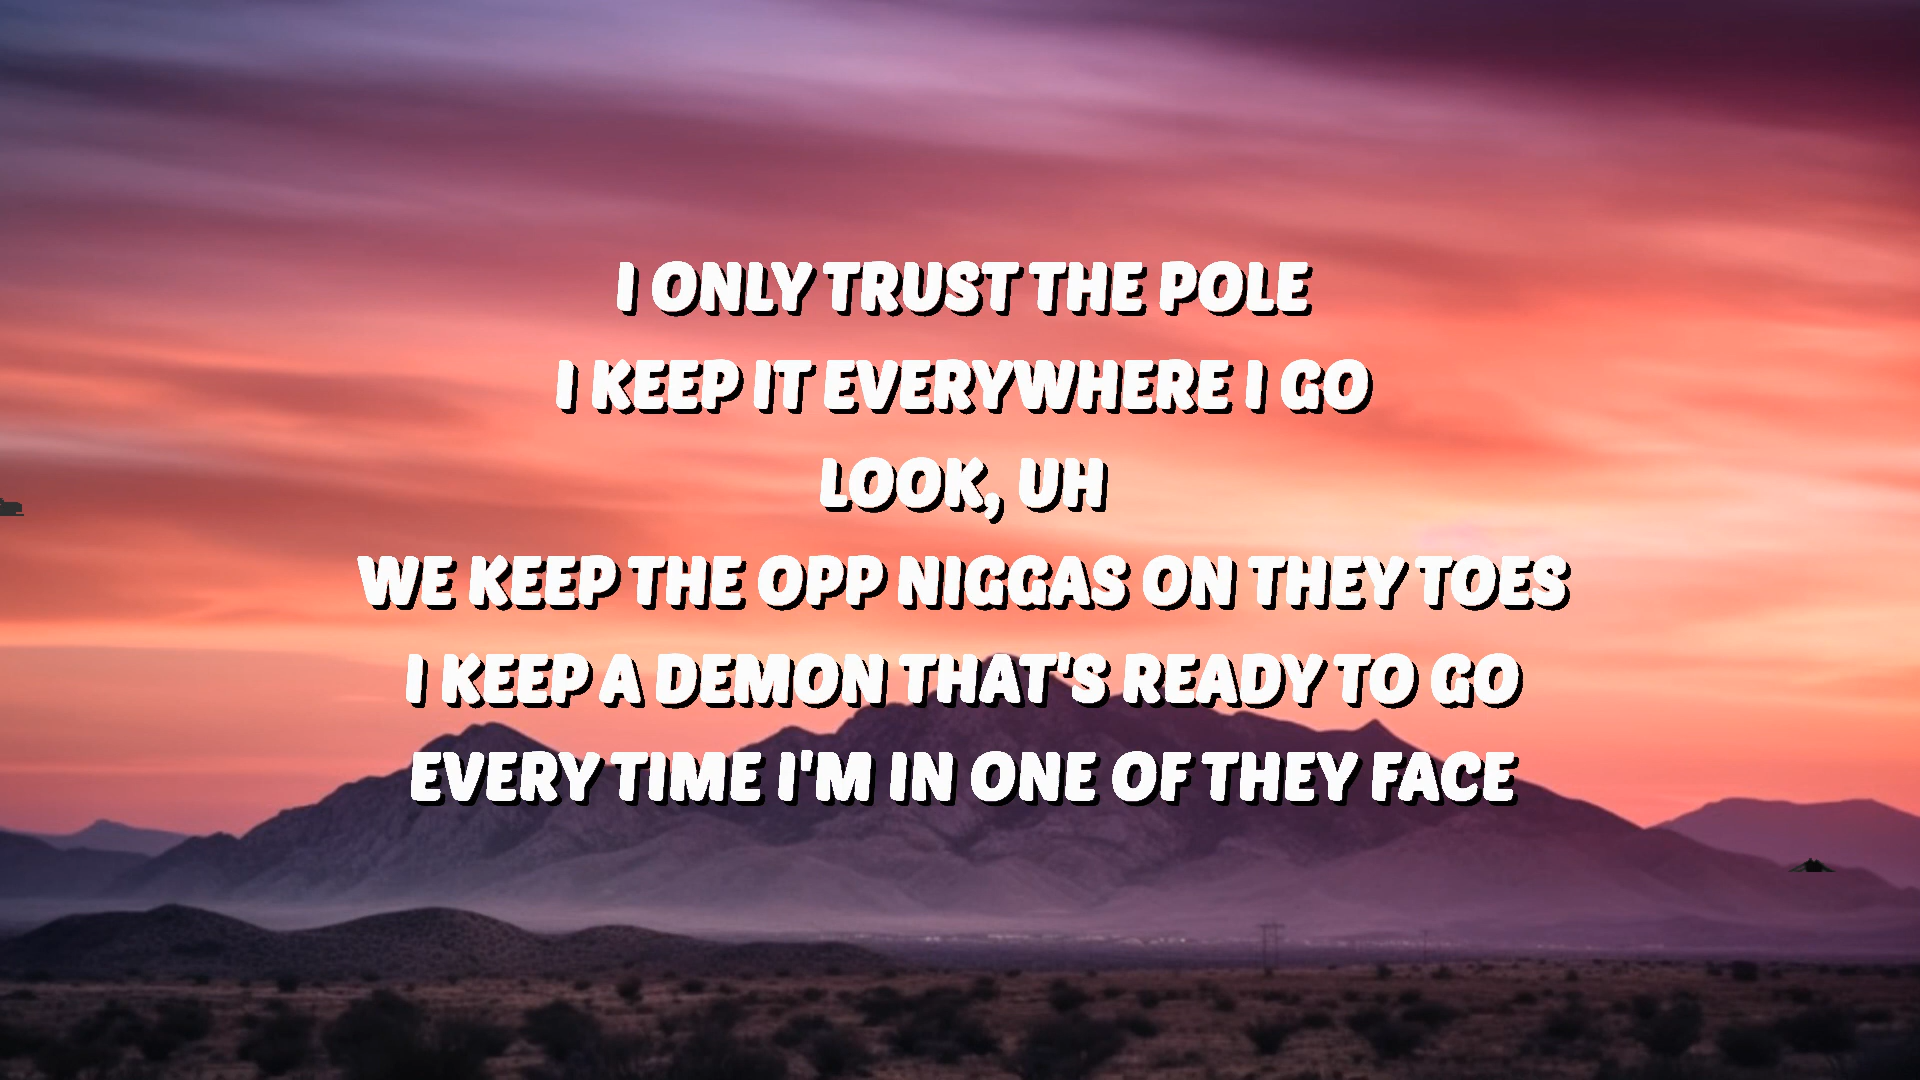 I ONLY TRUST THE POLE
I KEEP IT EVERYWHERE I GO
LOOK, UH
WE KEEP THE OPP NIGGAS ON THEY TOES
I KEEP A DEMON THAT'S READY TO GO
EVERY TIME I'M IN ONE OF THEY FACE